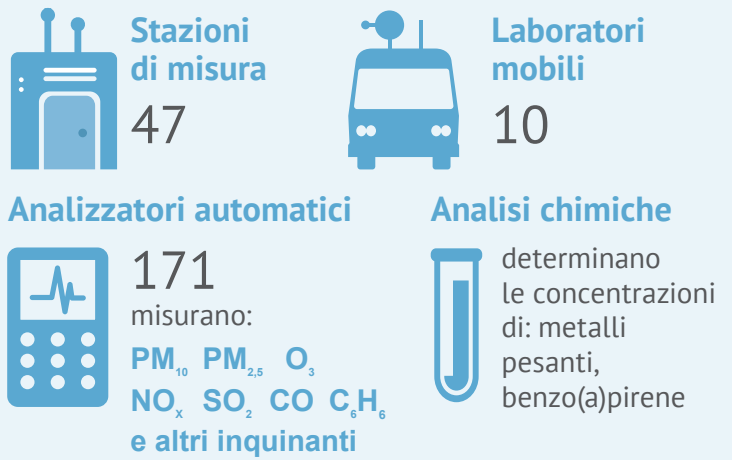 Stazioni
di misura
47
Laboratori
mobili
10
Analizzatori automatici
171
misurano:
PM₁₀ PM₂,₅ O₃
NOₓ SO₂ CO C₆H₆
e altri inquinanti
Analisi chimiche
determinano
le concentrazioni
di: metalli
pesanti,
benzo(a)pirene